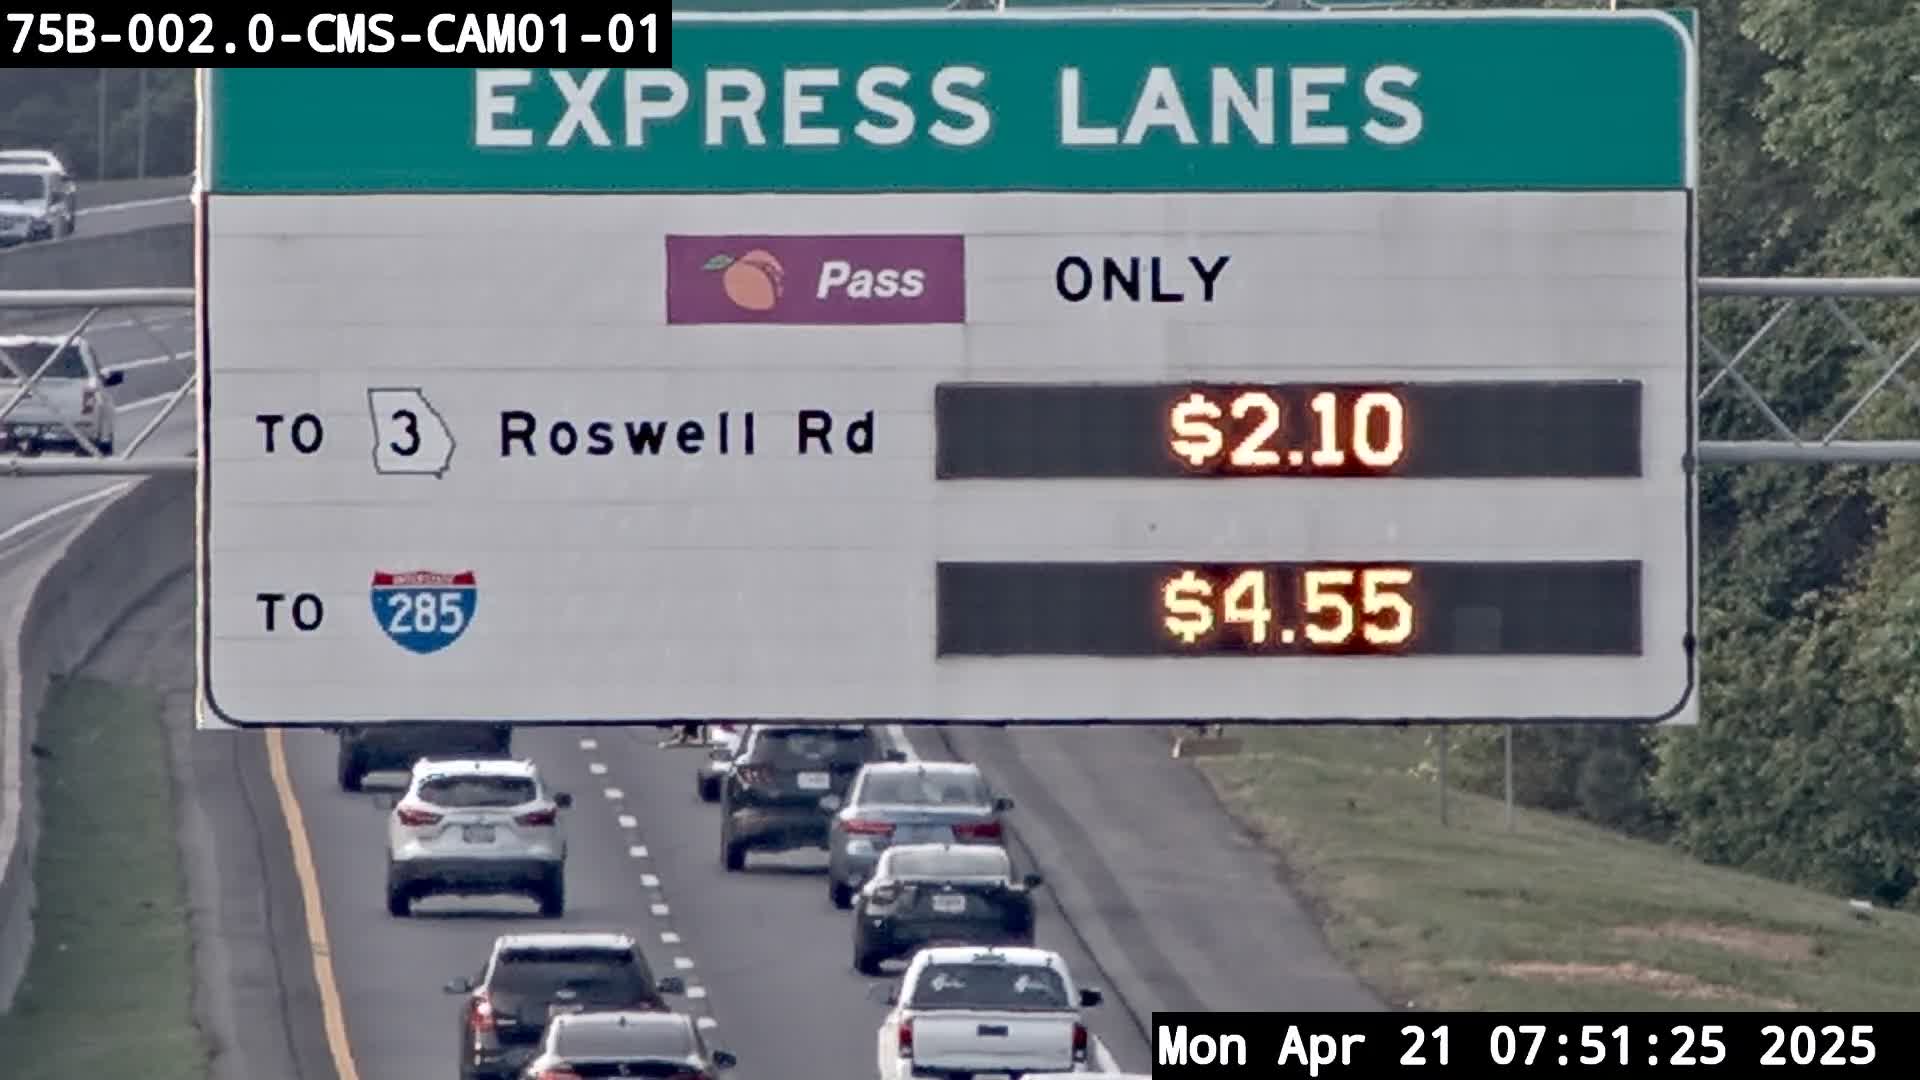 75B-002.0-CMS-CAM01-01
EXPRESS LANES
Pass ONLY
TO 3 Roswell Rd $2.10
TO INTERSTATE 285 $4.55
Mon Apr 21 07:51:25 2025